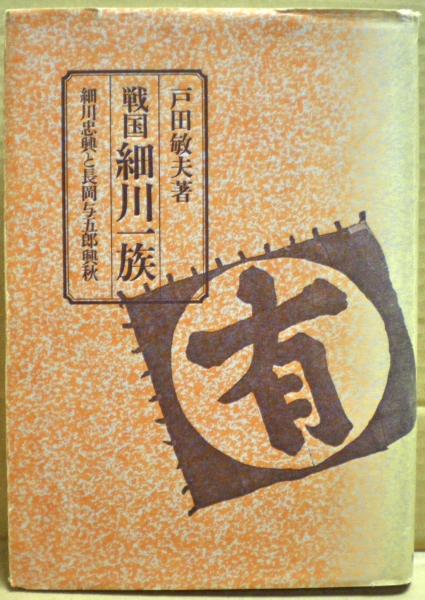 戸田敏夫著
戦国細川一族
細川忠興と長岡与五郎興秋
有